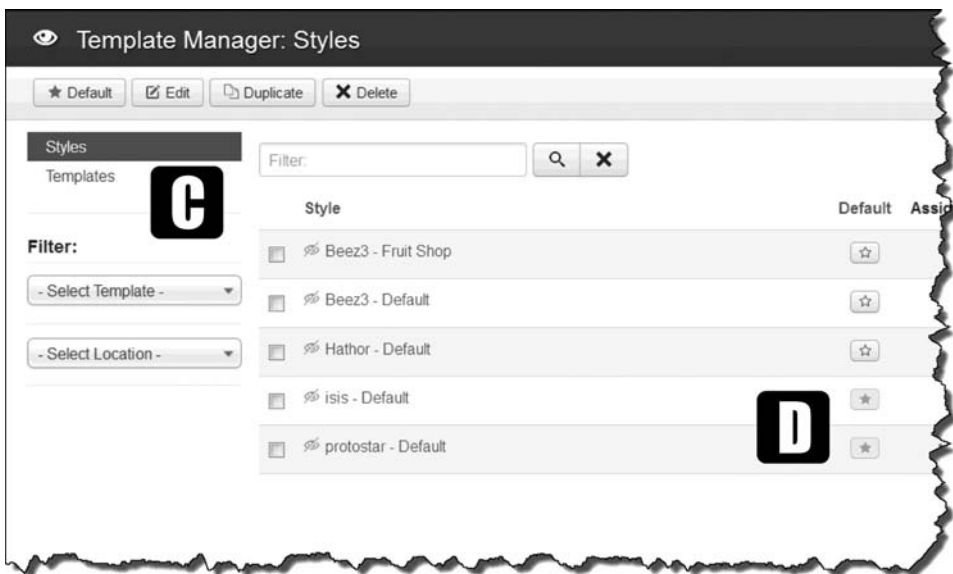 Template Manager: Styles
Default Edit Duplicate Delete
Styles
Templates
C
Filter:
- Select Template -
- Select Location -
Filter:
Style Default Assig
Beez3 - Fruit Shop
Beez3 - Default
Hathor - Default
isis - Default
D
protostar - Default